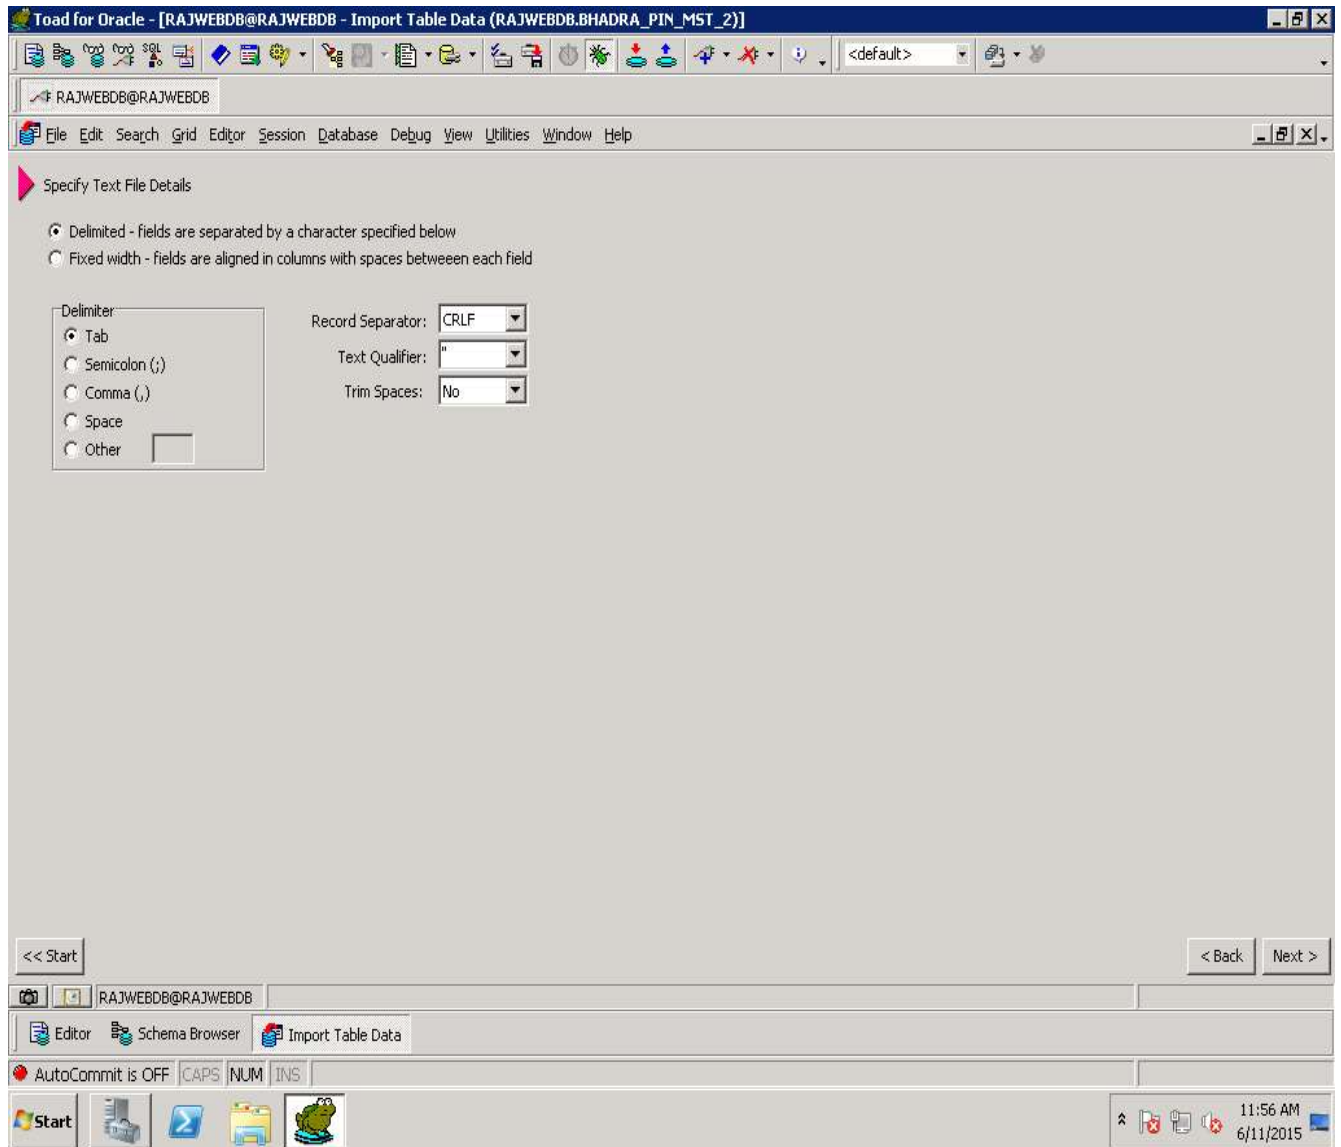 Toad for Oracle - [RAJWEBDB@RAJWEBDB - Import Table Data (RAJWEBDB.BHADRA_PIN_MST_2)]
SQL <default>
RAJWEBDB@RAJWEBDB
File Edit Search Grid Editor Session Database Debug View Utilities Window Help
Specify Text File Details
Delimited - fields are separated by a character specified below
Fixed width - fields are aligned in columns with spaces betweeen each field
Delimiter
Tab
Semicolon (;)
Comma (,)
Space
Other
Record Separator: CRLF
Text Qualifier: "
Trim Spaces: No
<< Start < Back Next >
RAJWEBDB@RAJWEBDB
Editor Schema Browser Import Table Data
AutoCommit is OFF CAPS NUM INS
Start 11:56 AM
6/11/2015